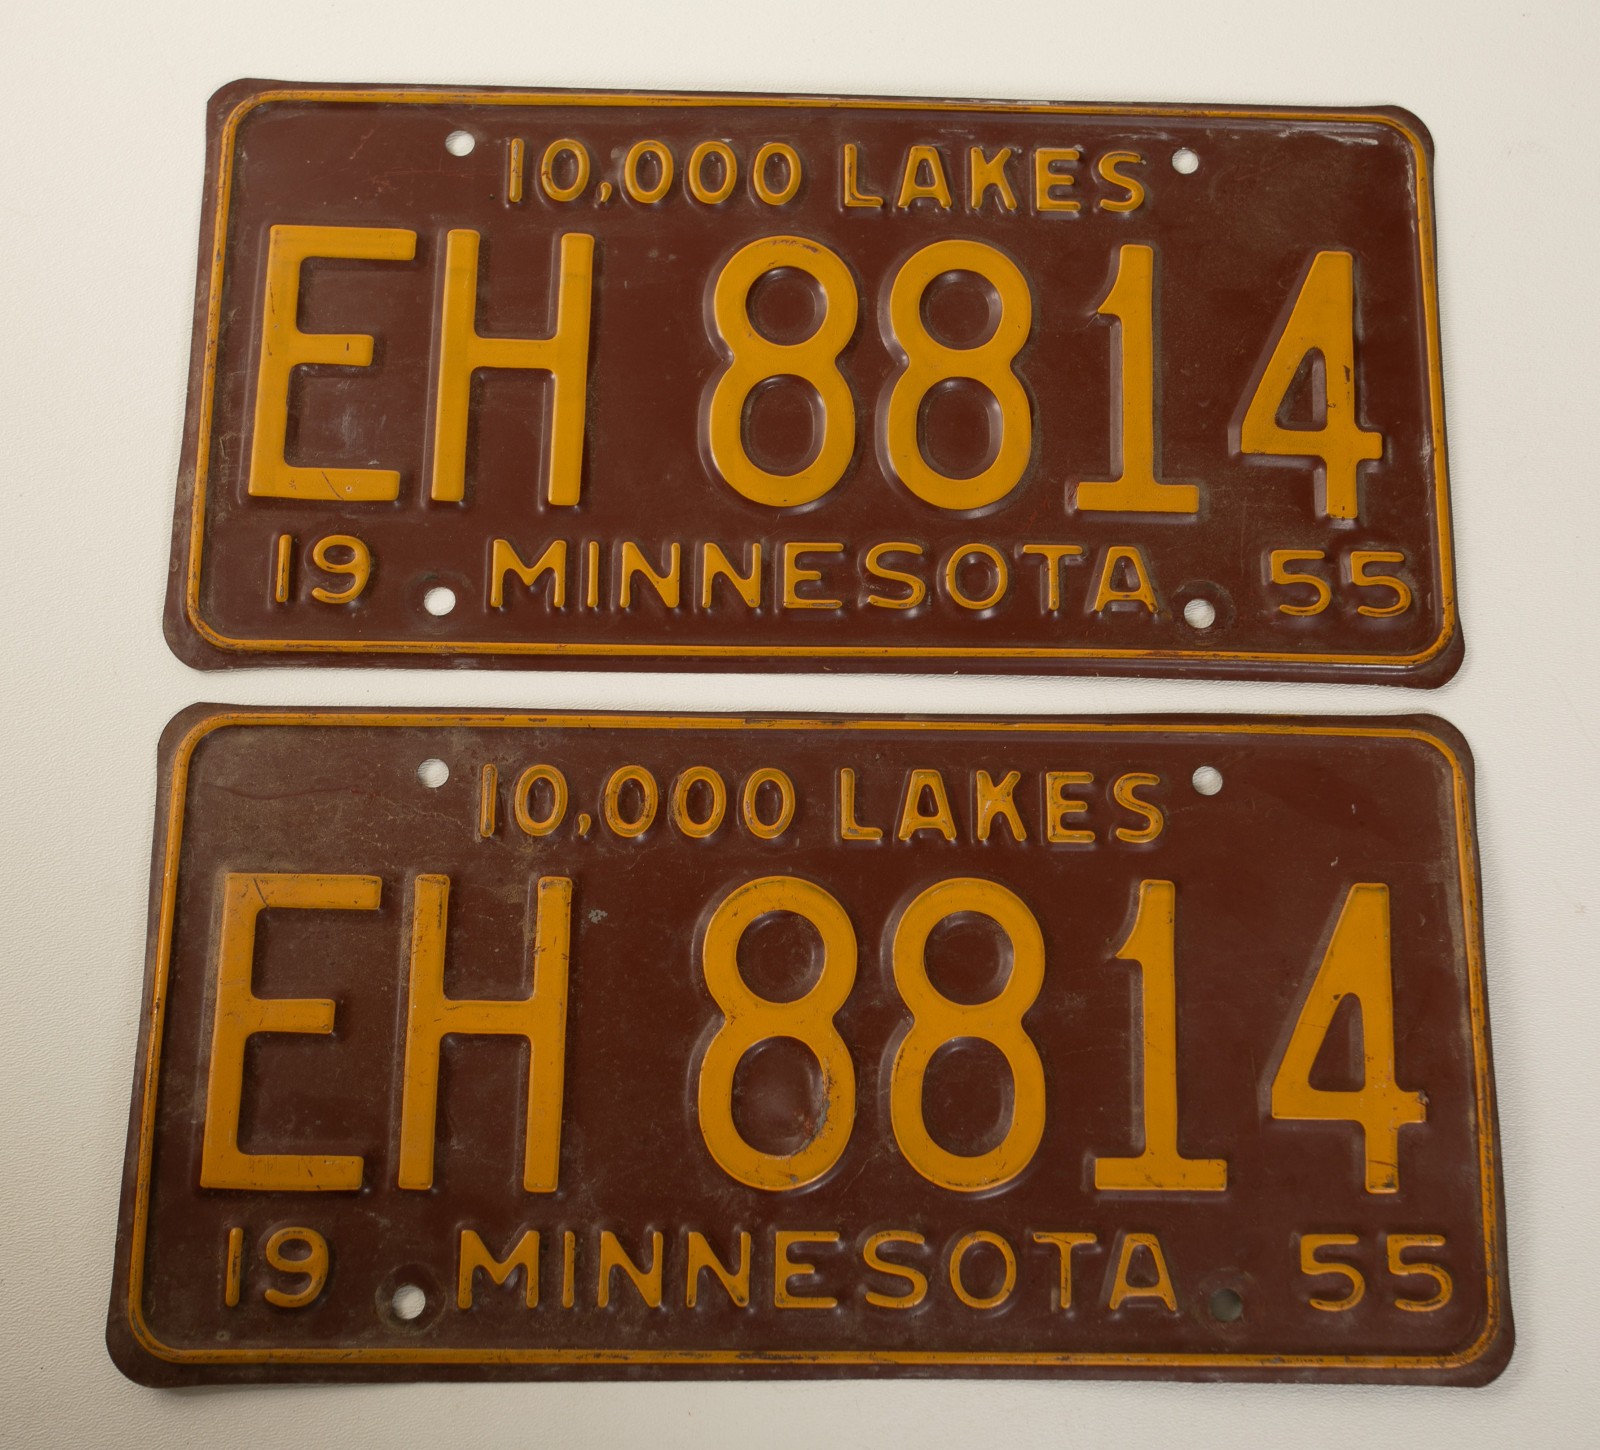 10,000 LAKES
EH 8814
19 MINNESOTA 55
10,000 LAKES
EH 8814
19 MINNESOTA 55